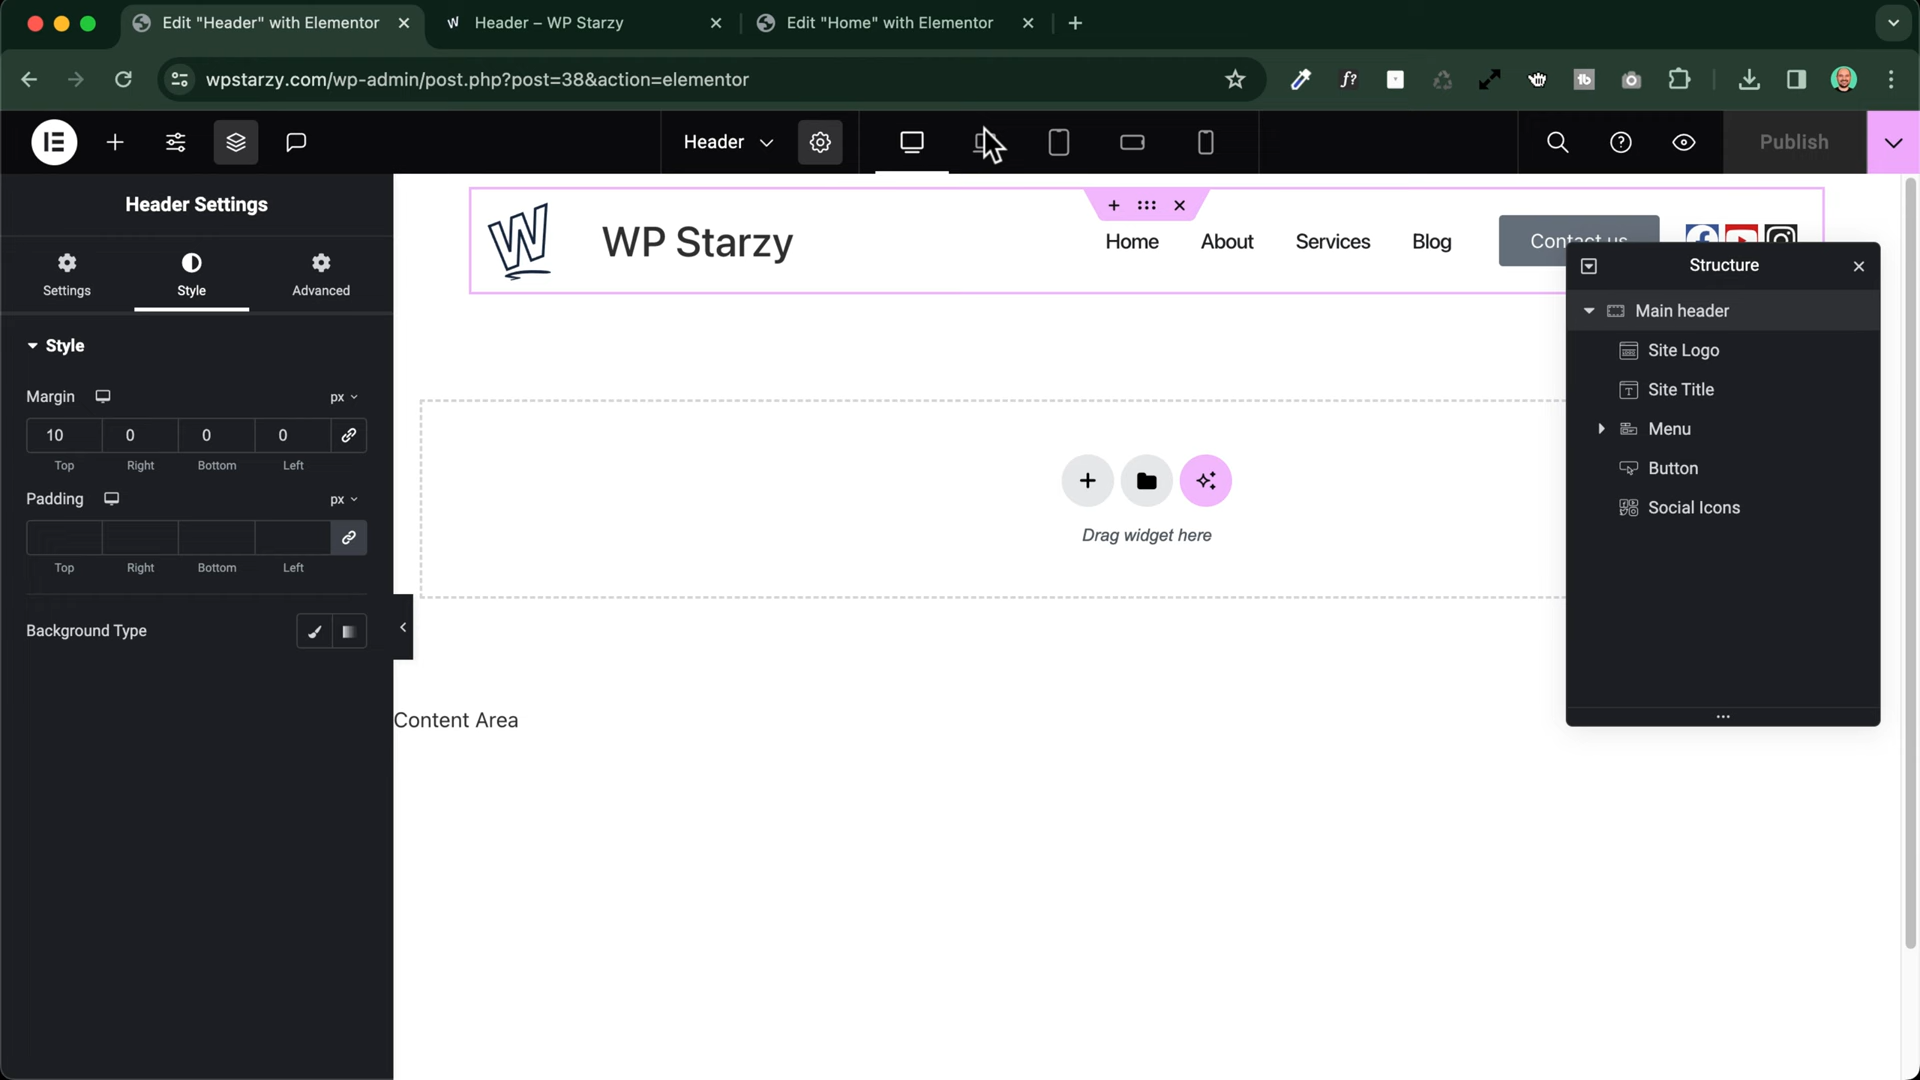 Edit "Header" with Elementor
Header – WP Starzy
Edit "Home" with Elementor
wpstarzy.com/wp-admin/post.php?post=38&action=elementor
f?
tb
Header
Publish
Header Settings
Settings
Style
Advanced
Style
Margin
px
10
0
0
0
Top
Right
Bottom
Left
Padding
px
Top
Right
Bottom
Left
Background Type
W
WP Starzy
Home
About
Services
Blog
Contact us
Drag widget here
Content Area
Structure
Main header
Site Logo
Site Title
Menu
Button
Social Icons